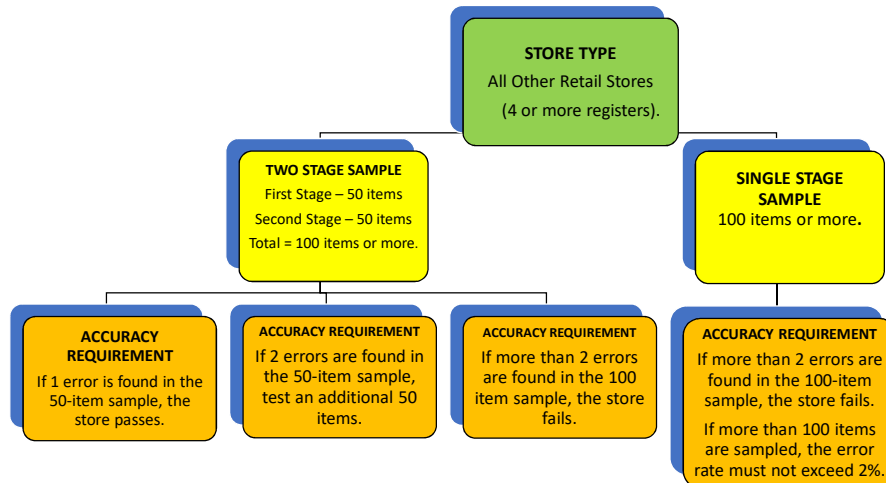 STORE TYPE
All Other Retail Stores
(4 or more registers).
TWO STAGE SAMPLE
First Stage – 50 items
Second Stage – 50 items
Total = 100 items or more.
SINGLE STAGE
SAMPLE
100 items or more.
ACCURACY
REQUIREMENT
If 1 error is found in the
50-item sample, the
store passes.
ACCURACY REQUIREMENT
If 2 errors are found in
the 50-item sample,
test an additional 50
items.
ACCURACY REQUIREMENT
If more than 2 errors
are found in the 100
item sample, the store
fails.
ACCURACY REQUIREMENT
If more than 2 errors are
found in the 100-item
sample, the store fails.
If more than 100 items
are sampled, the error
rate must not exceed 2%.